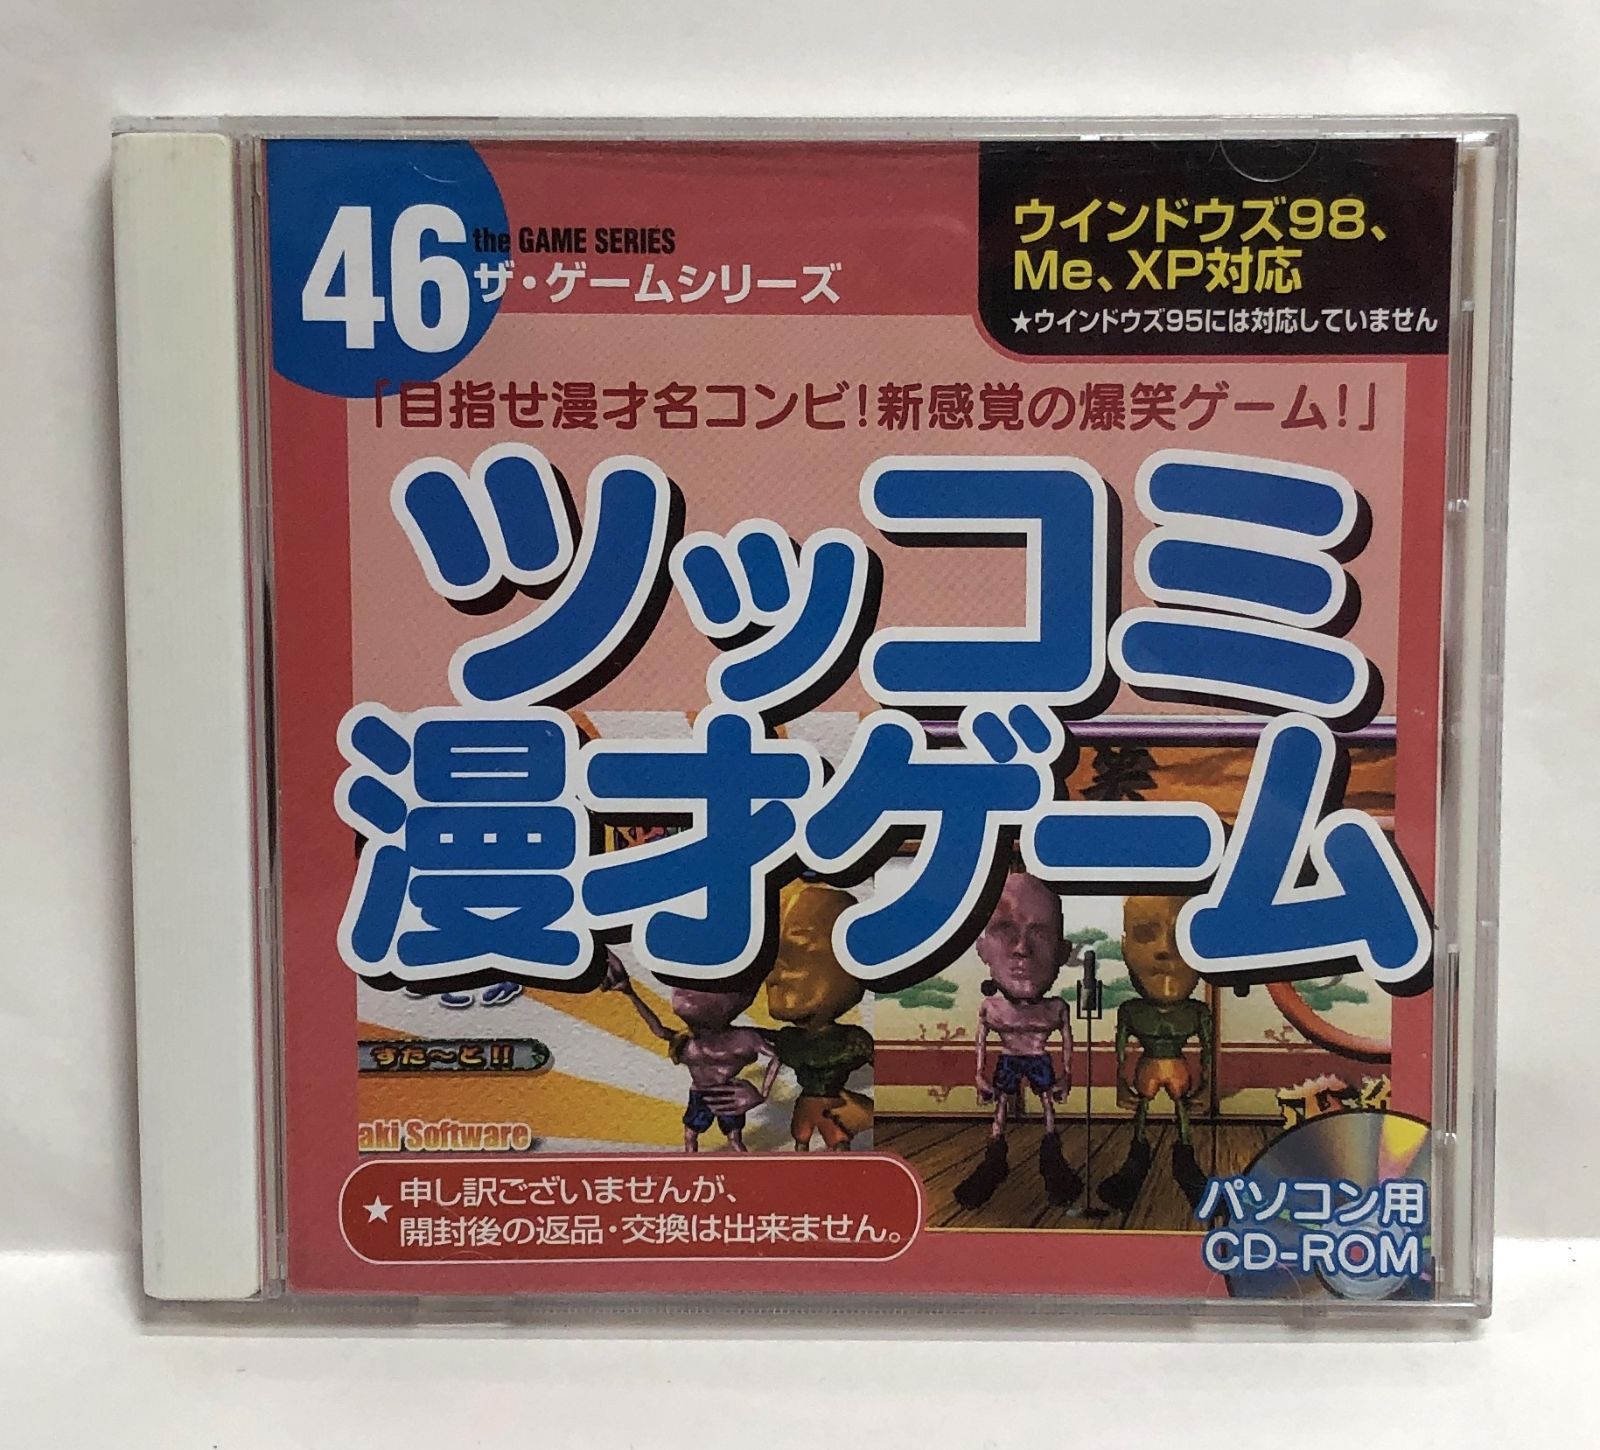 46
the GAME SERIES
ザ・ゲームシリーズ
ウインドウズ98、
Me、XP対応
★ウインドウズ95には対応していません
「目指せ漫才名コンビ!新感覚の爆笑ゲーム!」
ツッコミ
漫才ゲーム
すた〜と!!
aki Software
★申し訳ございませんが、
開封後の返品・交換は出来ません。
パソコン用
CD-ROM